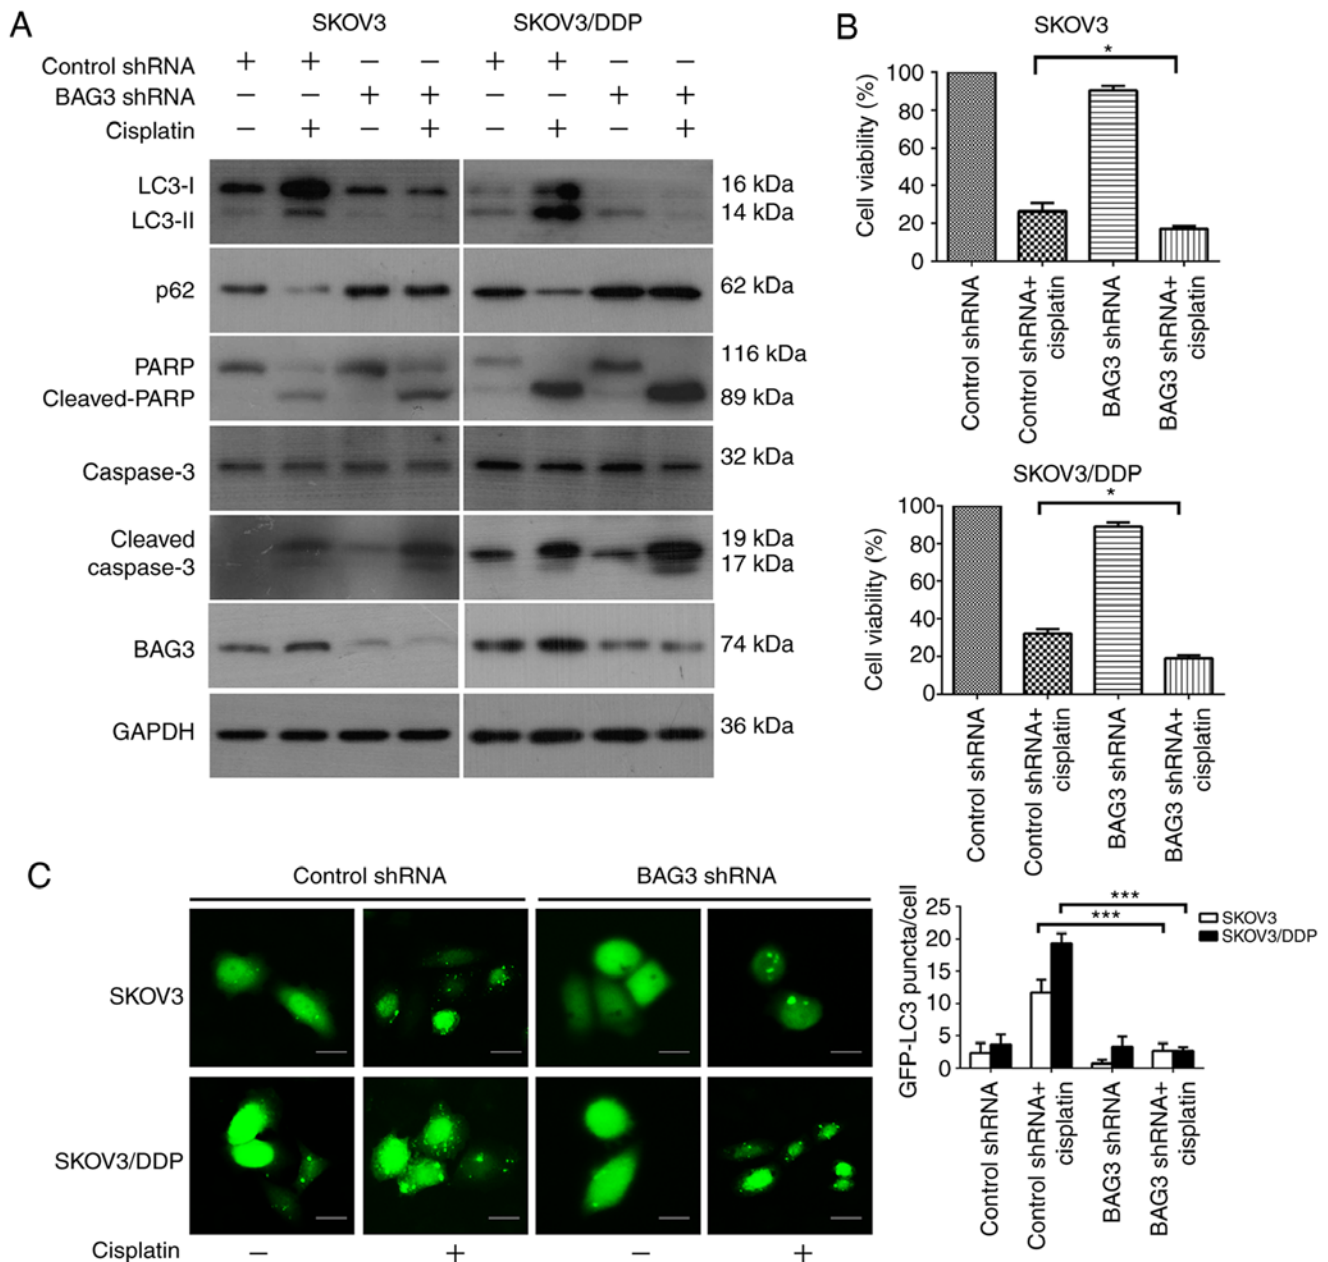 A
SKOV3
SKOV3/DDP
Control shRNA + + – – + + – –
BAG3 shRNA – – + + – – + +
Cisplatin – + – + – + – +
LC3-I
16 kDa
LC3-II
14 kDa
p62
62 kDa
PARP
116 kDa
Cleaved-PARP
89 kDa
Caspase-3
32 kDa
Cleaved
caspase-3
19 kDa
17 kDa
BAG3
74 kDa
GAPDH
36 kDa
B
SKOV3
*
Cell viability (%)
100
80
60
40
20
0
Control shRNA
Control shRNA+
cisplatin
BAG3 shRNA
BAG3 shRNA+
cisplatin
SKOV3/DDP
*
Cell viability (%)
100
80
60
40
20
0
Control shRNA
Control shRNA+
cisplatin
BAG3 shRNA
BAG3 shRNA+
cisplatin
C
Control shRNA
BAG3 shRNA
SKOV3
SKOV3/DDP
Cisplatin – + – +
GFP-LC3 puncta/cell
25
20
15
10
5
0
***
***
SKOV3
SKOV3/DDP
Control shRNA
Control shRNA+
cisplatin
BAG3 shRNA
BAG3 shRNA+
cisplatin